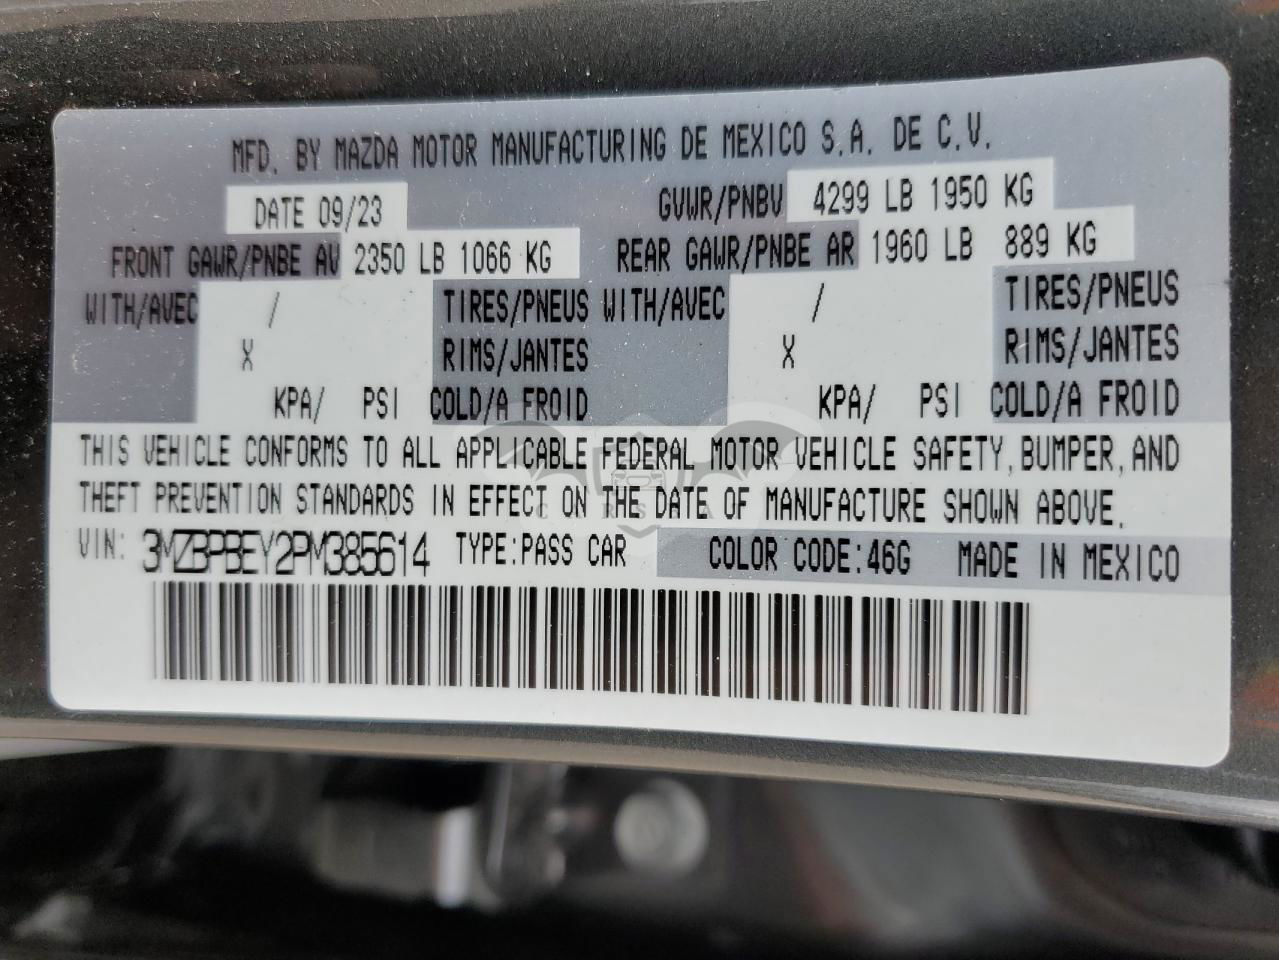 MFD. BY MAZDA MOTOR MANUFACTURING DE MEXICO S.A. DE C.V.
DATE 09/23 GVWR/PNBV 4299 LB 1950 KG
FRONT GAWR/PNBE AV 2350 LB 1066 KG REAR GAWR/PNBE AR 1960 LB 889 KG
WITH/AVEC / TIRES/PNEUS WITH/AVEC / TIRES/PNEUS
X RIMS/JANTES X RIMS/JANTES
KPA/ PSI COLD/A FROID KPA/ PSI COLD/A FROID
THIS VEHICLE CONFORMS TO ALL APPLICABLE FEDERAL MOTOR VEHICLE SAFETY, BUMPER, AND
THEFT PREVENTION STANDARDS IN EFFECT ON THE DATE OF MANUFACTURE SHOWN ABOVE.
VIN: 3MZBPBEY2PM385614 TYPE:PASS CAR COLOR CODE:46G MADE IN MEXICO